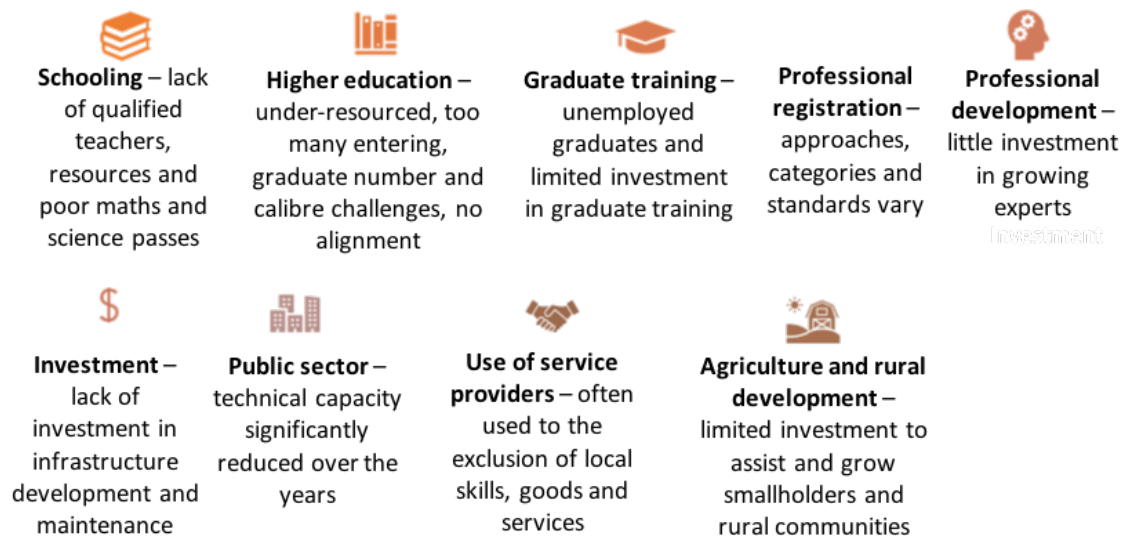 Schooling – lack
of qualified
teachers,
resources and
poor maths and
science passes
Higher education –
under-resourced, too
many entering,
graduate number and
calibre challenges, no
alignment
Graduate training –
unemployed
graduates and
limited investment
in graduate training
Professional
registration –
approaches,
categories and
standards vary
Professional
development –
little investment
in growing
experts
Investment
$
Investment –
lack of
investment in
infrastructure
development and
maintenance
Public sector –
technical capacity
significantly
reduced over the
years
Use of service
providers – often
used to the
exclusion of local
skills, goods and
services
Agriculture and rural
development –
limited investment to
assist and grow
smallholders and
rural communities